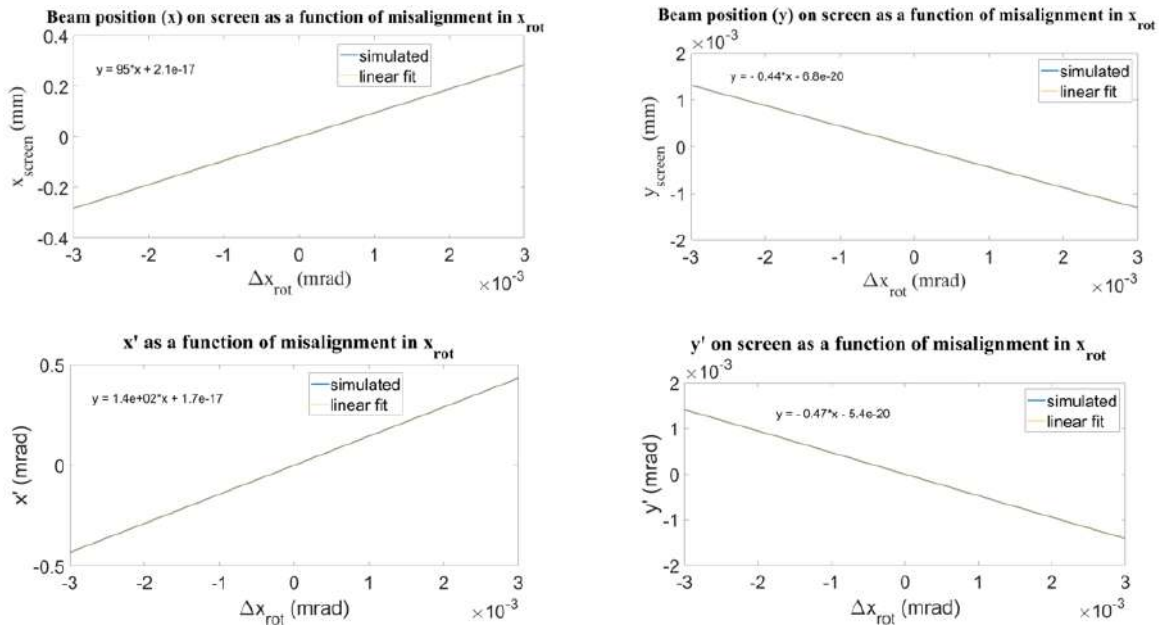 Beam position (x) on screen as a function of misalignment in x_rot
0.4
0.2
0
-0.2
-0.4
x_screen (mm)
y = 95*x + 2.1e-17
simulated
linear fit
-3 -2 -1 0 1 2 3
Δx_rot (mrad)
×10^-3
Beam position (y) on screen as a function of misalignment in x_rot
×10^-3
2
1
0
-1
-2
y_screen (mm)
y = - 0.44*x - 6.8e-20
simulated
linear fit
-3 -2 -1 0 1 2 3
Δx_rot (mrad)
×10^-3
x' as a function of misalignment in x_rot
0.5
0
-0.5
x' (mrad)
y = 1.4e+02*x + 1.7e-17
simulated
linear fit
-3 -2 -1 0 1 2 3
Δx_rot (mrad)
×10^-3
y' on screen as a function of misalignment in x_rot
×10^-3
2
1
0
-1
-2
y' (mrad)
y = - 0.47*x - 5.4e-20
simulated
linear fit
-3 -2 -1 0 1 2 3
Δx_rot (mrad)
×10^-3